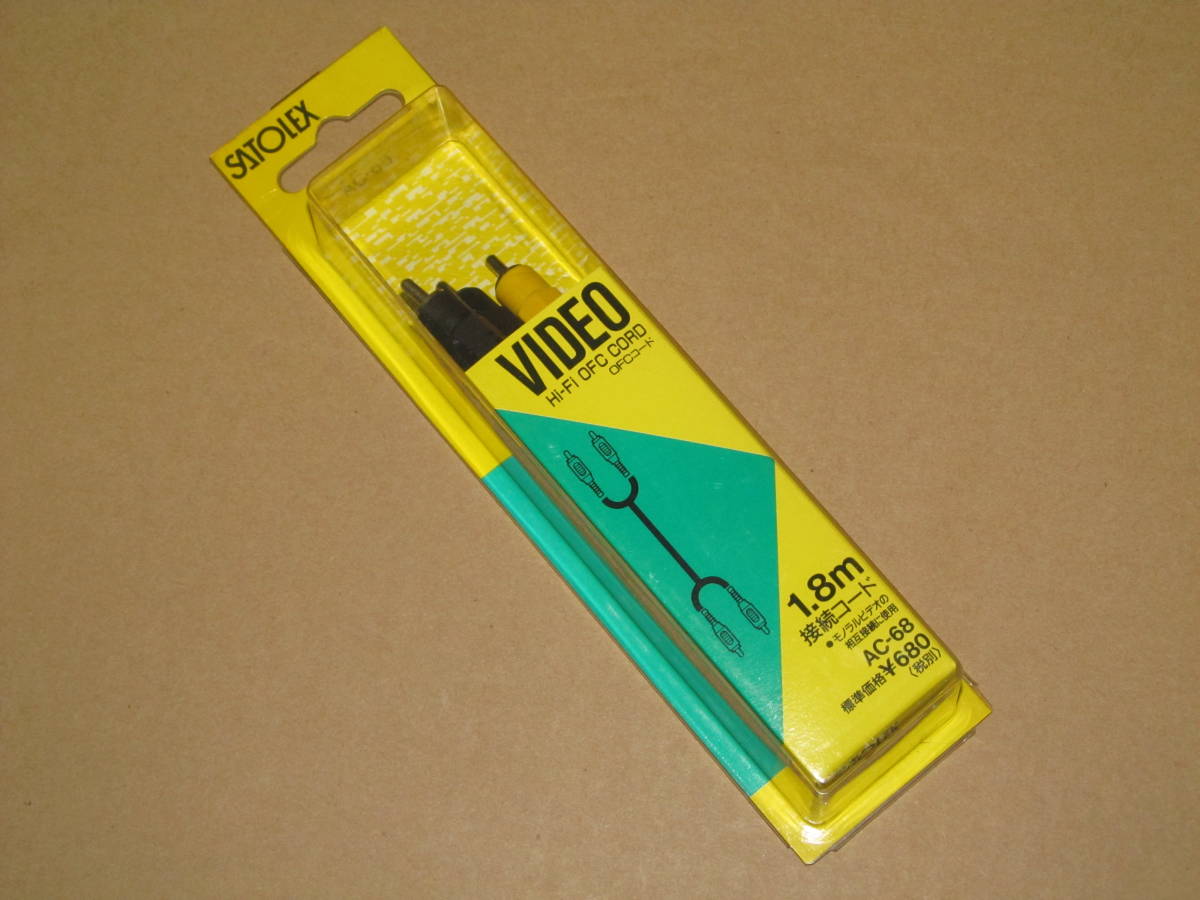 SATOLEX
VIDEO
Hi-Fi OFC CORD
OFCコード
1.8m
接続コード
●モノラルビデオの
相互接続に使用
AC-68
標準価格¥680
〈税別〉